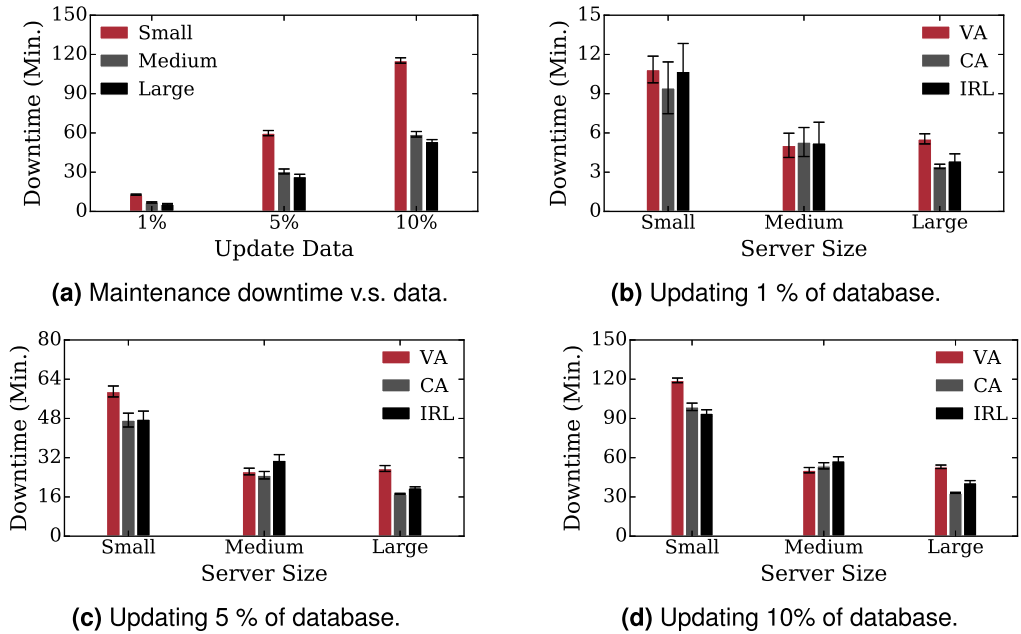 150
120
90
60
30
0
Downtime (Min.)
Small
Medium
Large
1%
5%
10%
Update Data
(a) Maintenance downtime v.s. data.
15
12
9
6
3
0
Downtime (Min.)
VA
CA
IRL
Small
Medium
Large
Server Size
(b) Updating 1 % of database.
80
64
48
32
16
0
Downtime (Min.)
VA
CA
IRL
Small
Medium
Large
Server Size
(c) Updating 5 % of database.
150
120
90
60
30
0
Downtime (Min.)
VA
CA
IRL
Small
Medium
Large
Server Size
(d) Updating 10% of database.